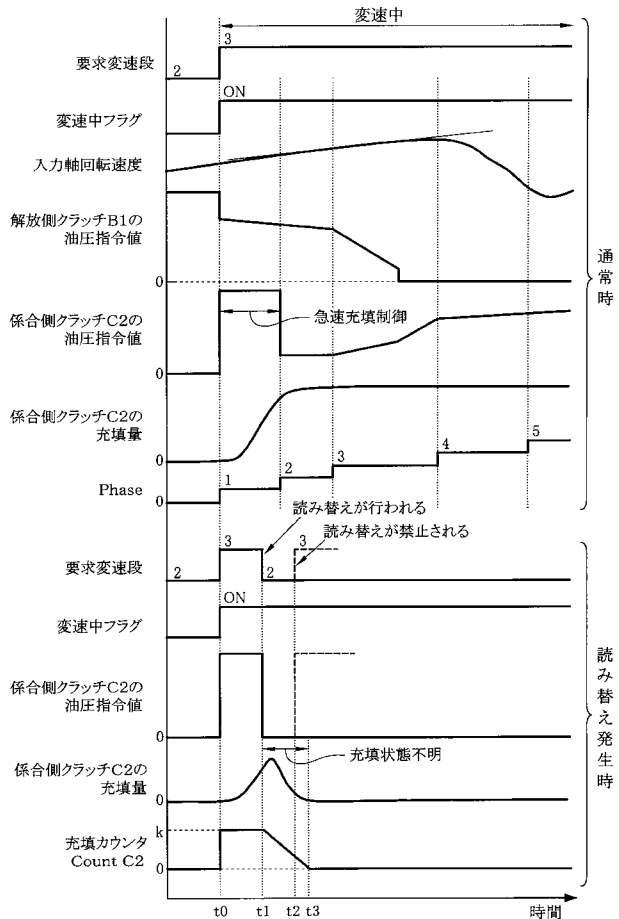 変速中
3
要求変速段
2
ON
変速中フラグ
入力軸回転速度
解放側クラッチB1の
油圧指令値
0
係合側クラッチC2の
油圧指令値
急速充填制御
0
係合側クラッチC2の
充填量
0
5
4
3
2
1
Phase
0
通常時
読み替えが行われる
読み替えが禁止される
3
3
要求変速段
2
2
ON
変速中フラグ
係合側クラッチC2の
油圧指令値
0
充填状態不明
係合側クラッチC2の
充填量
0
k
充填カウンタ
Count C2
0
読み替え発生時
t0
t1
t2
t3
時間